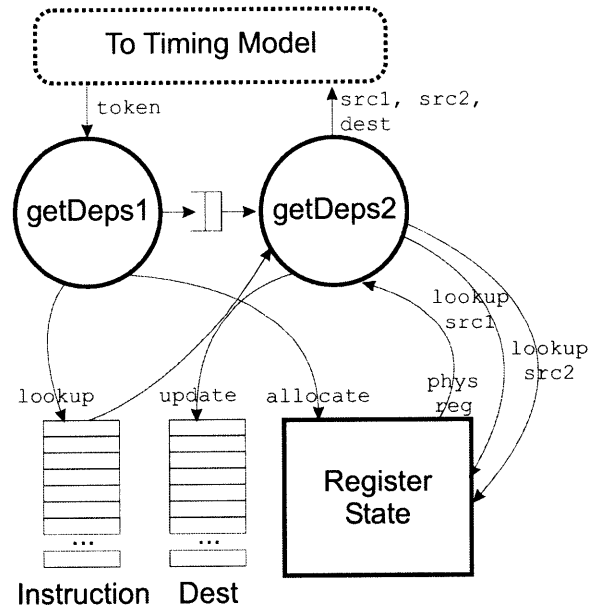 To Timing Model
token
src1, src2,
dest
getDeps1
getDeps2
lookup
src1
lookup
src2
lookup
update
allocate
phys
reg
Register
State
...
...
Instruction
Dest